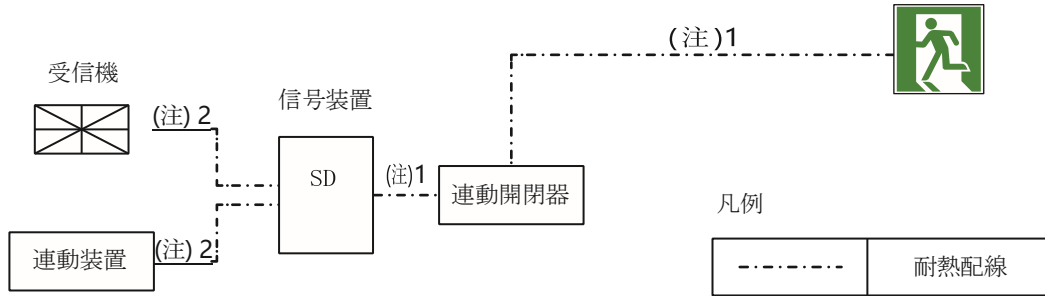 (注)1
受信機
(注) 2
信号装置
SD
(注)1
連動開閉器
連動装置
(注) 2
凡例
耐熱配線